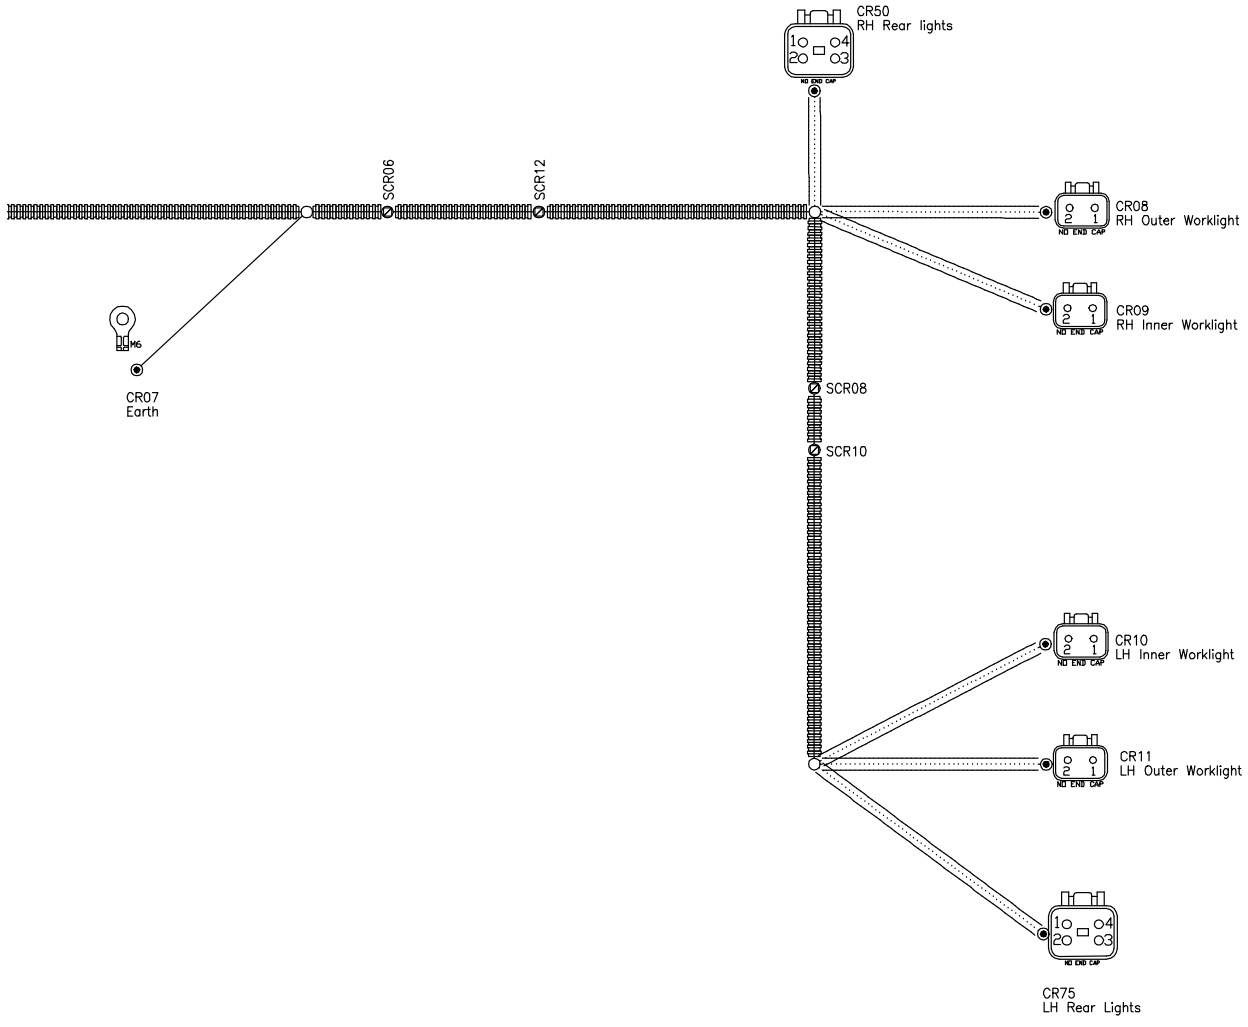 CR50
RH Rear lights
1 4
2 3
NO END CAP
SCR06
SCR12
CR08
RH Outer Worklight
2 1
NO END CAP
CR09
RH Inner Worklight
2 1
NO END CAP
M6
CR07
Earth
SCR08
SCR10
CR10
LH Inner Worklight
2 1
NO END CAP
CR11
LH Outer Worklight
2 1
NO END CAP
1 4
2 3
NO END CAP
CR75
LH Rear Lights